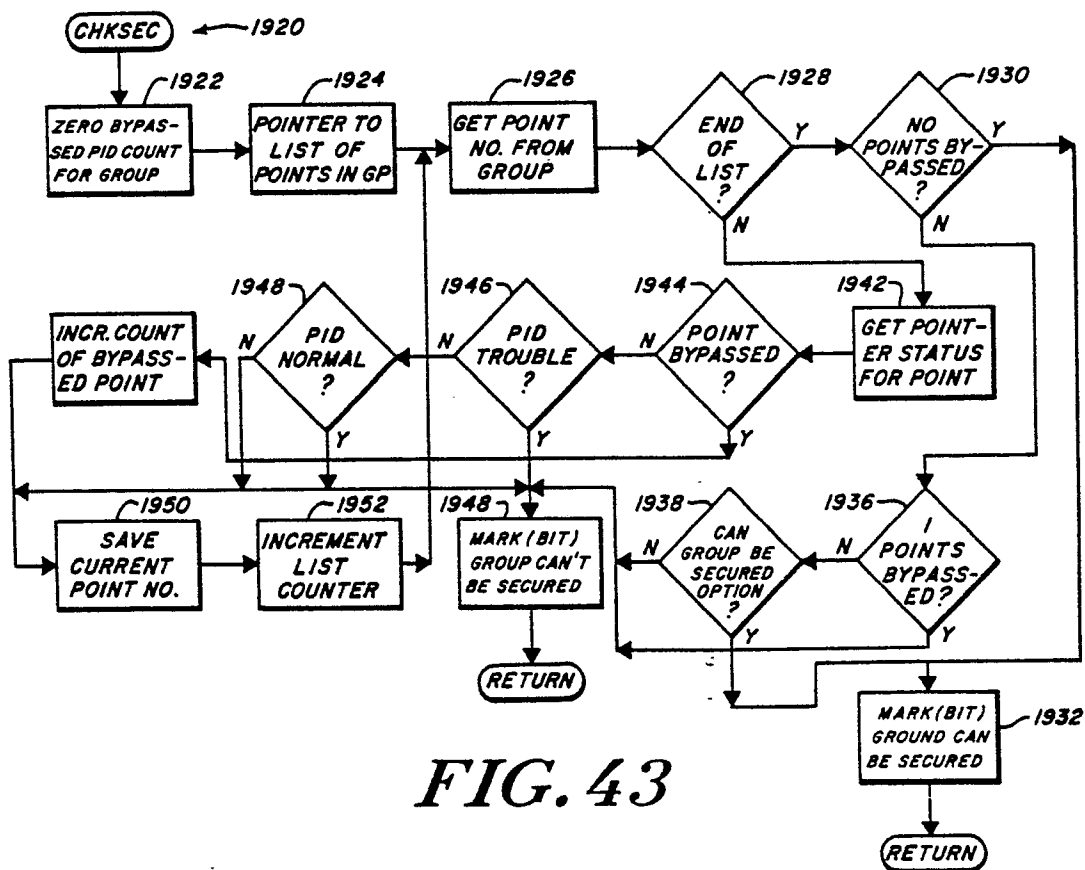 CHKSEC
1920
1922
ZERO BYPAS-
SED PID COUNT
FOR GROUP
1924
POINTER TO
LIST OF
POINTS IN GP
1926
GET POINT
NO. FROM
GROUP
1928
END
OF
LIST
?
Y
N
1930
NO
POINTS BY-
PASSED
?
Y
N
INCR. COUNT
OF BYPASS-
ED POINT
1948
PID
NORMAL
?
N
Y
1946
PID
TROUBLE
?
N
Y
1944
POINT
BYPASSED
?
N
Y
1942
GET POINT-
ER STATUS
FOR POINT
1950
SAVE
CURRENT
POINT NO.
1952
INCREMENT
LIST
COUNTER
1948
MARK (BIT)
GROUP CAN'T
BE SECURED
RETURN
1938
CAN
GROUP BE
SECURED
OPTION
?
N
Y
1936
I
POINTS
BYPASS-
ED?
N
Y
MARK (BIT)
GROUND CAN
BE SECURED
1932
RETURN
FIG. 43